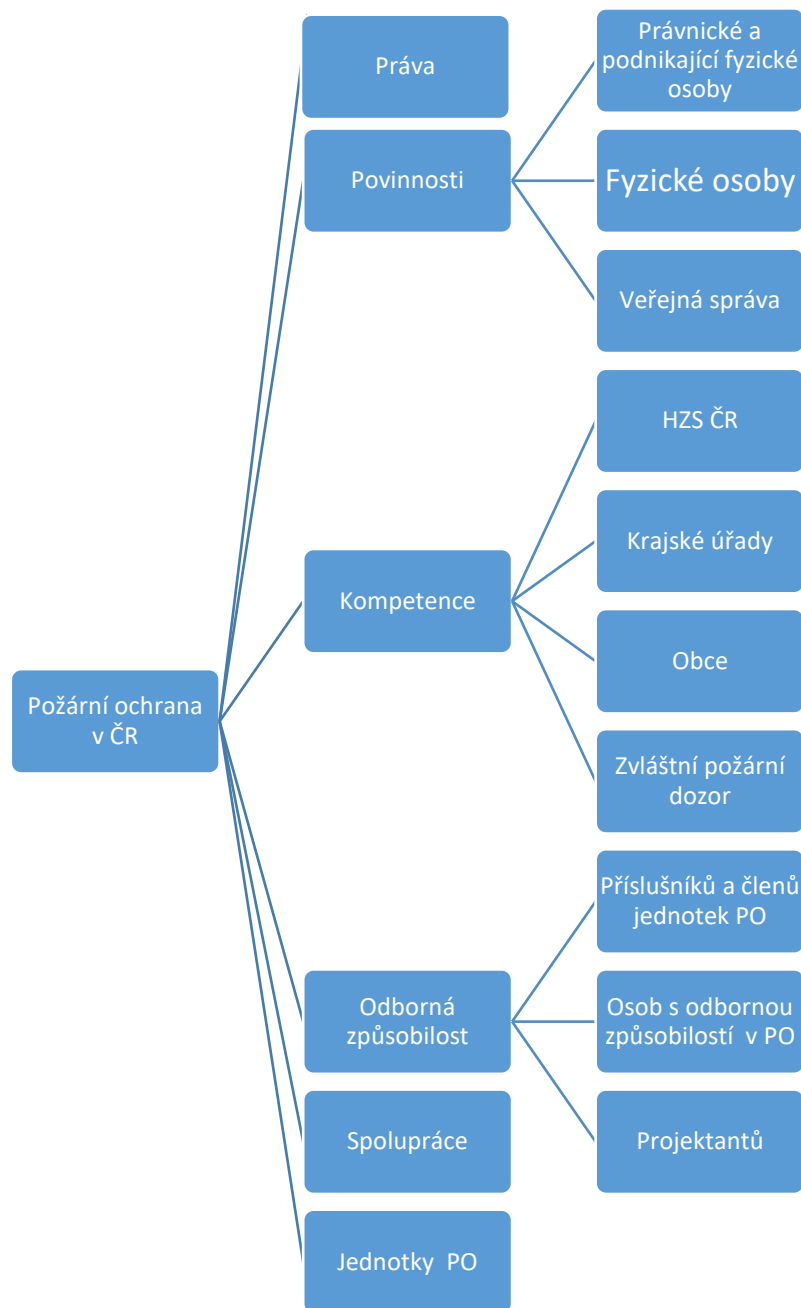 Práva
Právnické a
podnikající fyzické
osoby
Povinnosti
Fyzické osoby
Veřejná správa
HZS ČR
Krajské úřady
Kompetence
Obce
Požární ochrana
v ČR
Zvláštní požární
dozor
Příslušníků a členů
jednotek PO
Odborná
způsobilost
Osob s odbornou
způsobilostí v PO
Spolupráce
Projektantů
Jednotky PO